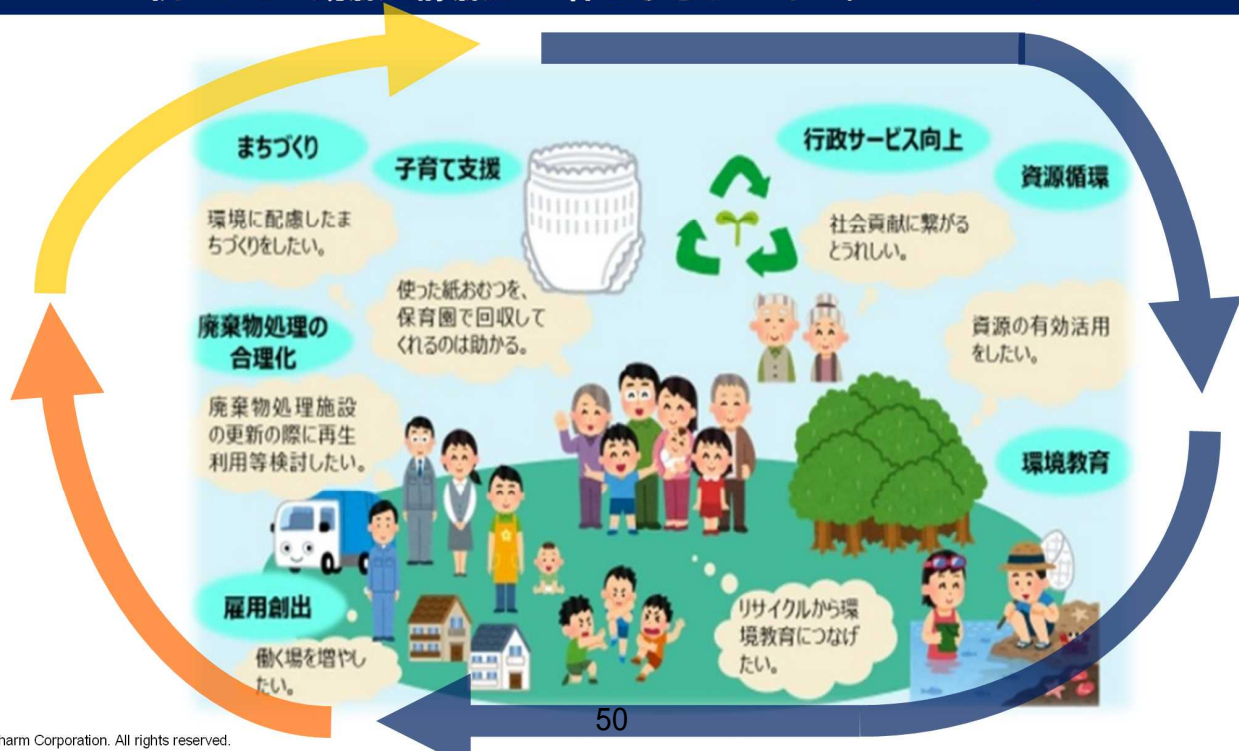 まちづくり
子育て支援
行政サービス向上
資源循環
環境に配慮したま
ちづくりをしたい。
使った紙おむつを、
保育園で回収して
くれるのは助かる。
社会貢献に繋がる
とうれしい。
資源の有効活用
をしたい。
廃棄物処理の
合理化
廃棄物処理施設
の更新の際に再生
利用等検討したい。
環境教育
雇用創出
働く場を増やし
たい。
リサイクルから環
境教育につなげ
たい。
50
harm Corporation. All rights reserved.